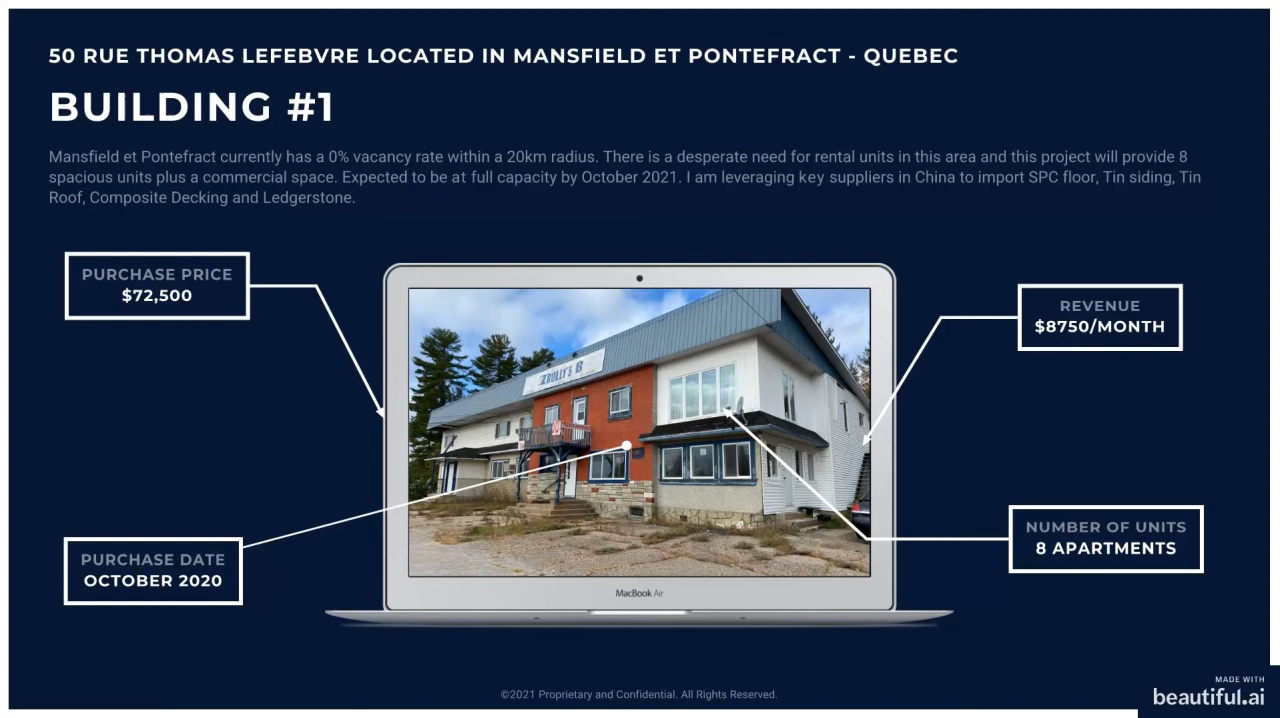 50 RUE THOMAS LEFEBVRE LOCATED IN MANSFIELD ET PONTEFRACT - QUEBEC
BUILDING #1
Mansfield et Pontefract currently has a 0% vacancy rate within a 20km radius. There is a desperate need for rental units in this area and this project will provide 8
spacious units plus a commercial space. Expected to be at full capacity by October 2021. I am leveraging key suppliers in China to import SPC floor, Tin siding, Tin
Roof, Composite Decking and Ledgerstone.
PURCHASE PRICE
$72,500
REVENUE
$8750/MONTH
PURCHASE DATE
OCTOBER 2020
NUMBER OF UNITS
8 APARTMENTS
MacBook Air
©2021 Proprietary and Confidential. All Rights Reserved.
MADE WITH
beautiful.ai